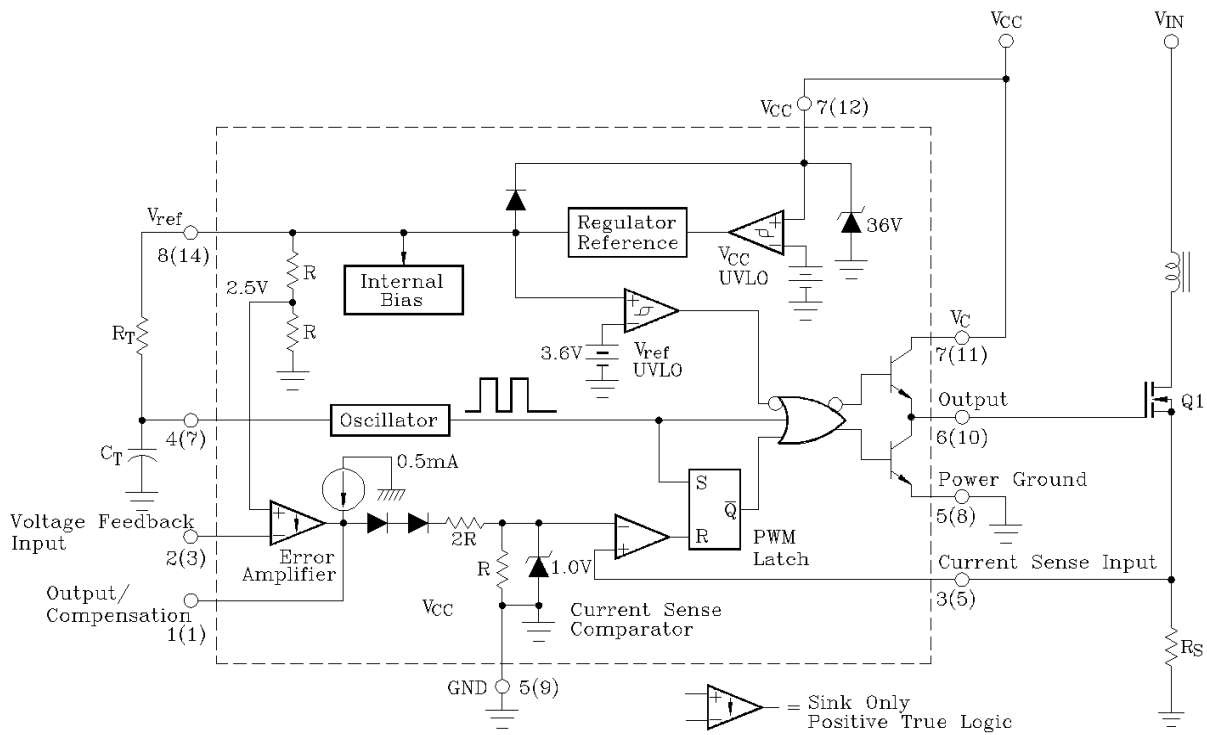 VCC
VIN
VCC
7(12)
Vref
8(14)
Regulator
Reference
36V
R
Internal
Bias
VCC
UVLO
2.5V
RT
R
3.6V
Vref
UVLO
VC
7(11)
Oscillator
Output
6(10)
Q1
4(7)
CT
0.5mA
S
Q
R
PWM
Latch
Power Ground
5(8)
Voltage Feedback
Input
2(3)
Error
Amplifier
2R
R
1.0V
Current Sense Input
3(5)
Output/
Compensation
1(1)
VCC
Current Sense
Comparator
RS
GND
5(9)
= Sink Only
Positive True Logic